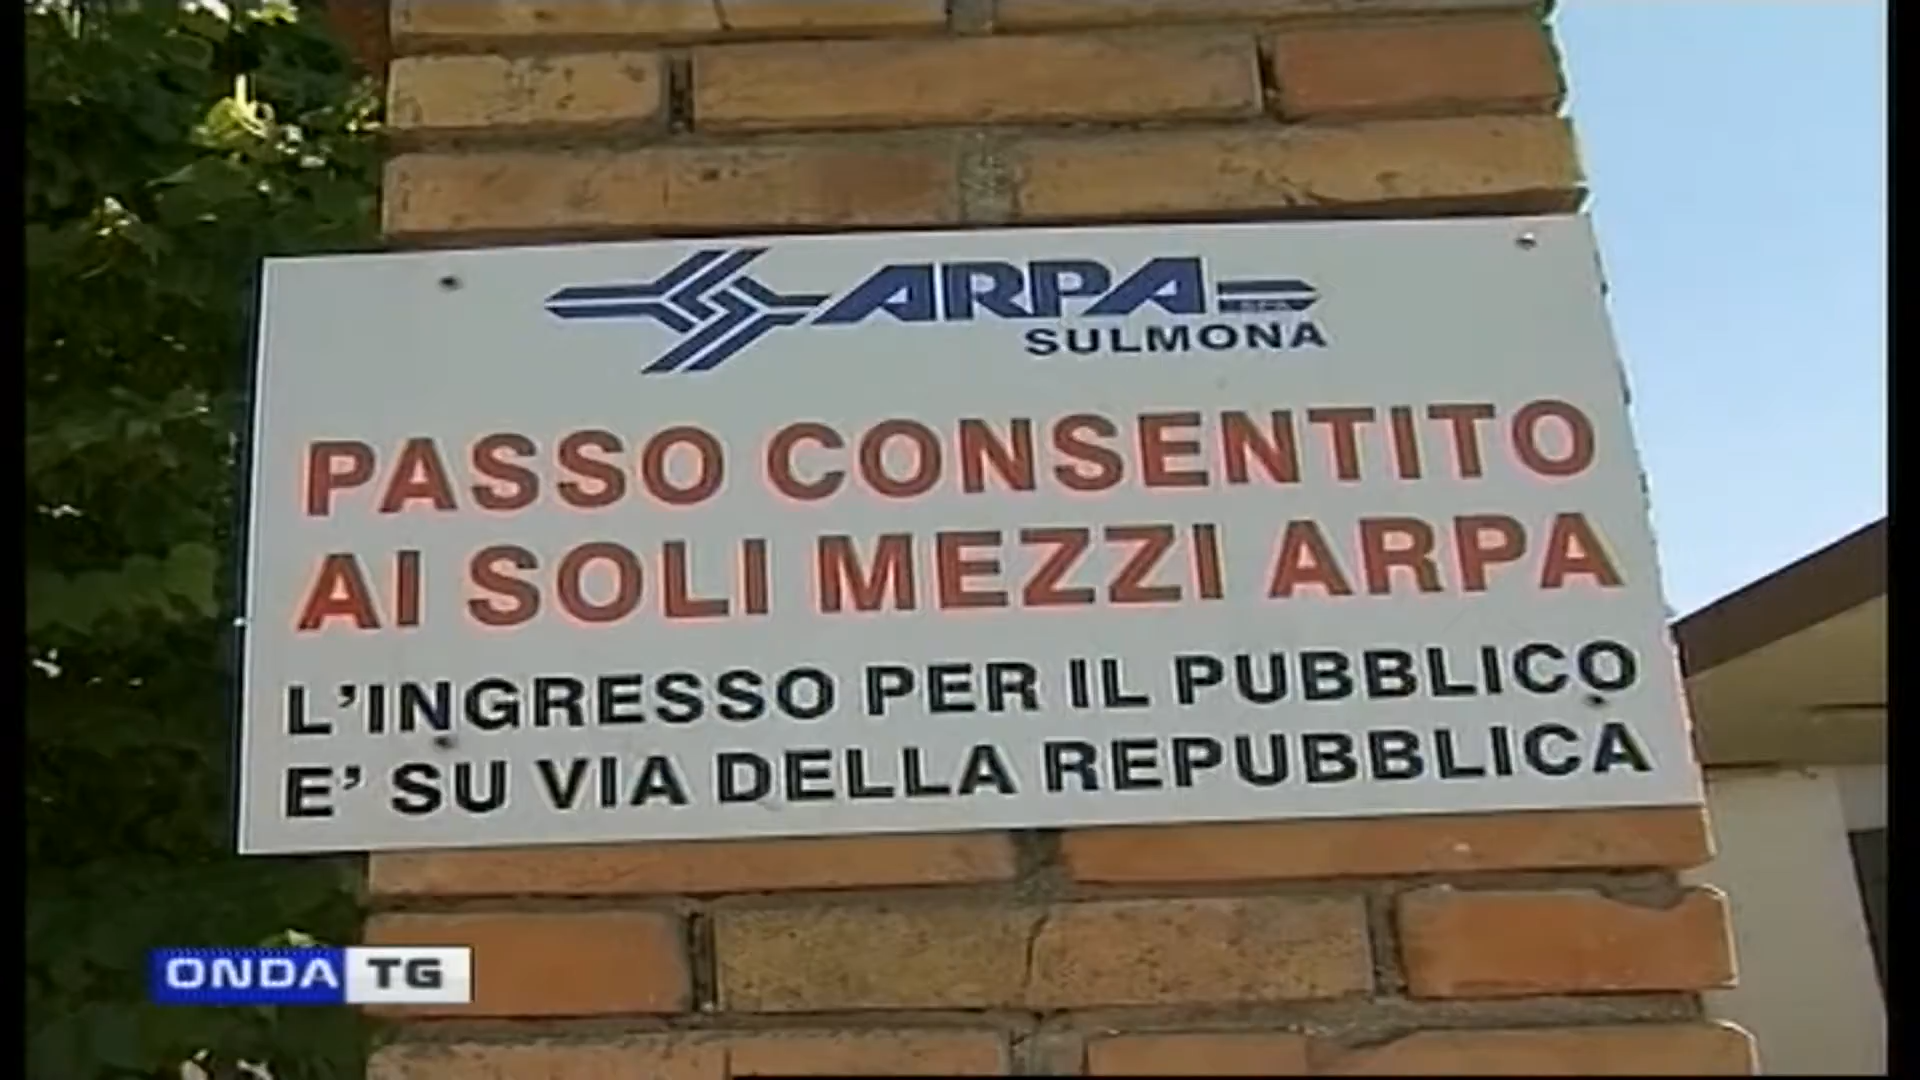 ARPA
SULMONA
PASSO CONSENTITO
AI SOLI MEZZI ARPA
L'INGRESSO PER IL PUBBLICO
E' SU VIA DELLA REPUBBLICA
ONDA TG